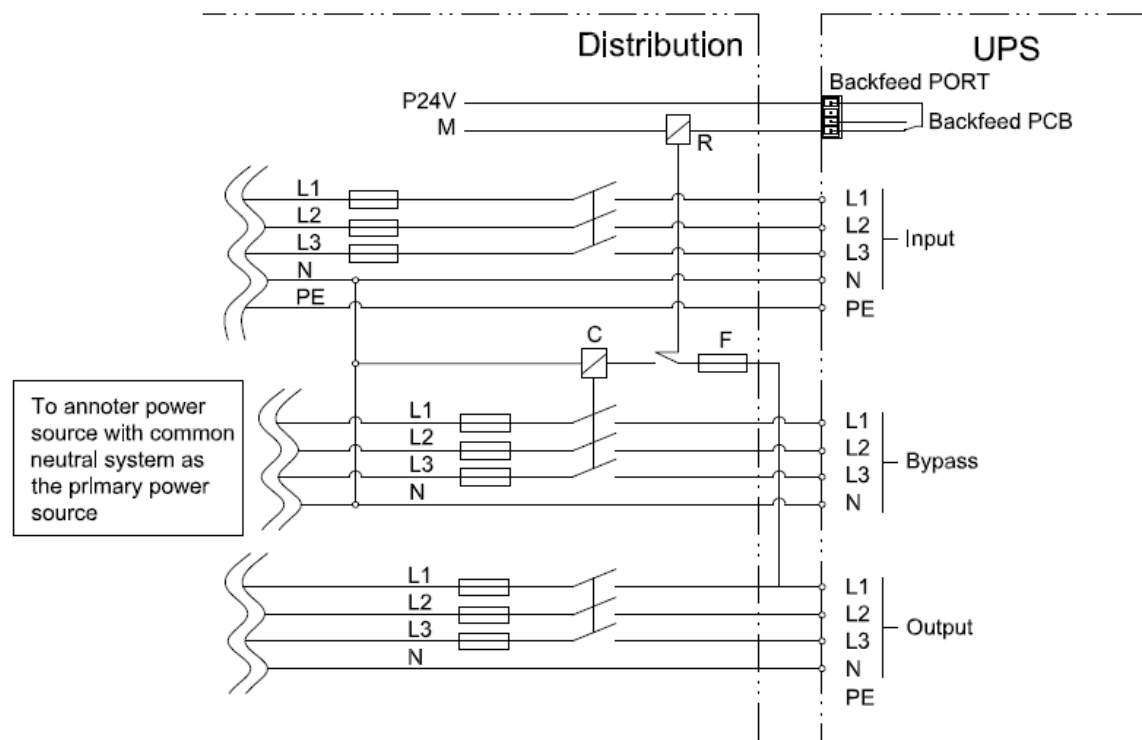 Distribution
UPS
Backfeed PORT
P24V
M
R
Backfeed PCB
L1
L2
L3
N
PE
L1
L2
L3
N
PE
Input
C
F
To annoter power
source with common
neutral system as
the primary power
source
L1
L2
L3
N
L1
L2
L3
N
Bypass
L1
L2
L3
N
L1
L2
L3
N
PE
Output